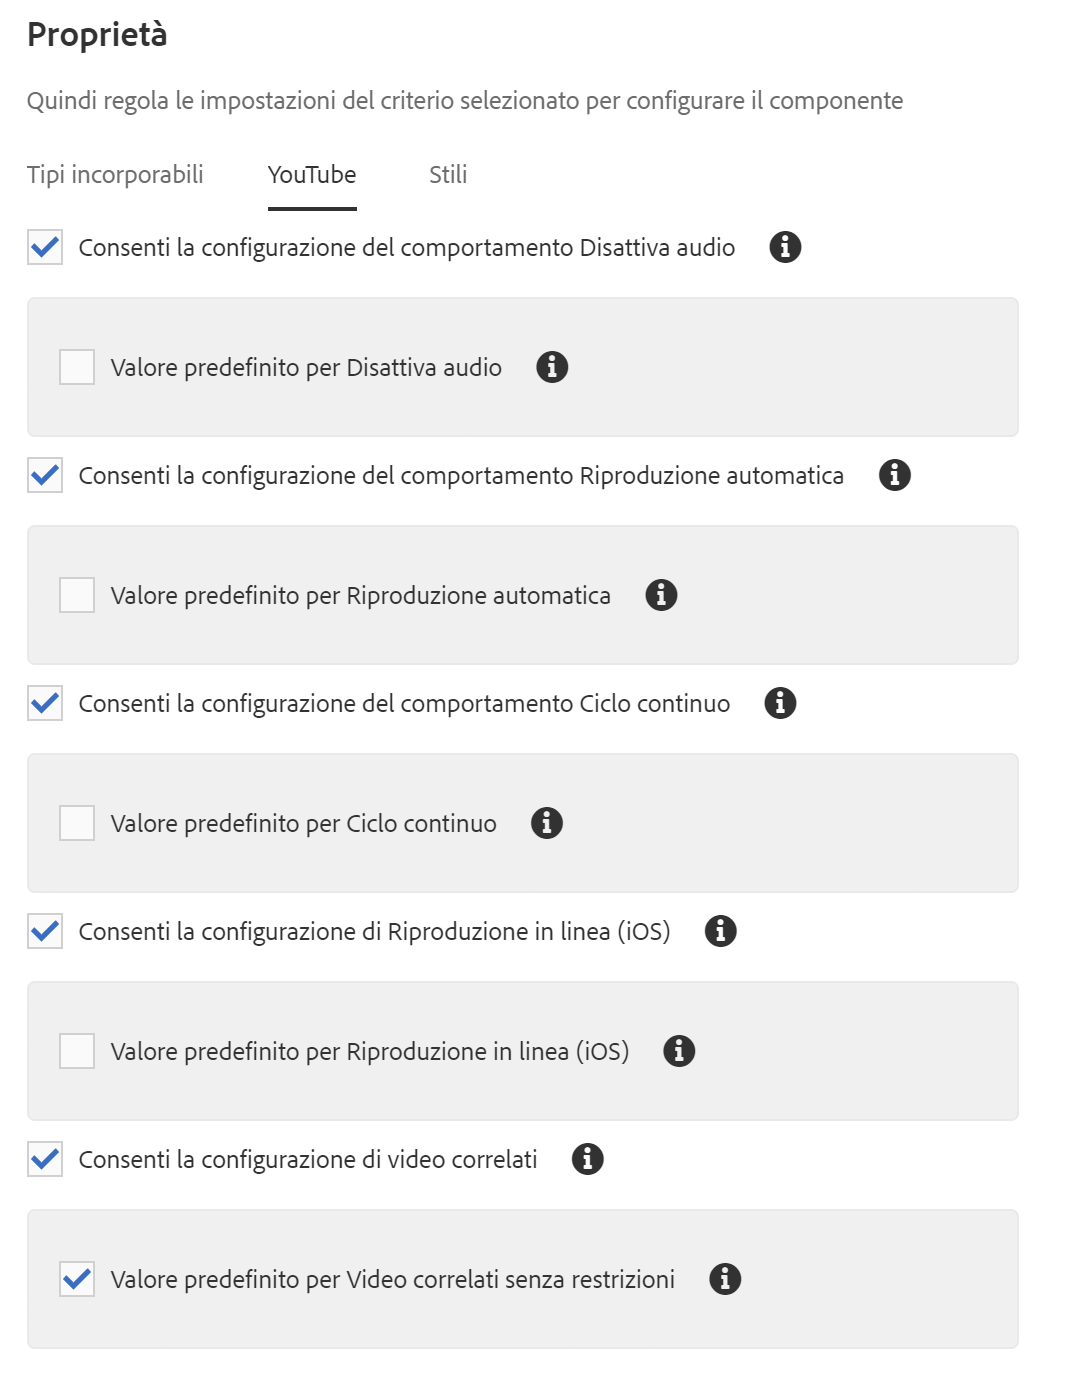 Proprietà
Quindi regola le impostazioni del criterio selezionato per configurare il componente
Tipi incorporabili YouTube Stili
Consenti la configurazione del comportamento Disattiva audio
Valore predefinito per Disattiva audio
Consenti la configurazione del comportamento Riproduzione automatica
Valore predefinito per Riproduzione automatica
Consenti la configurazione del comportamento Ciclo continuo
Valore predefinito per Ciclo continuo
Consenti la configurazione di Riproduzione in linea (iOS)
Valore predefinito per Riproduzione in linea (iOS)
Consenti la configurazione di video correlati
Valore predefinito per Video correlati senza restrizioni